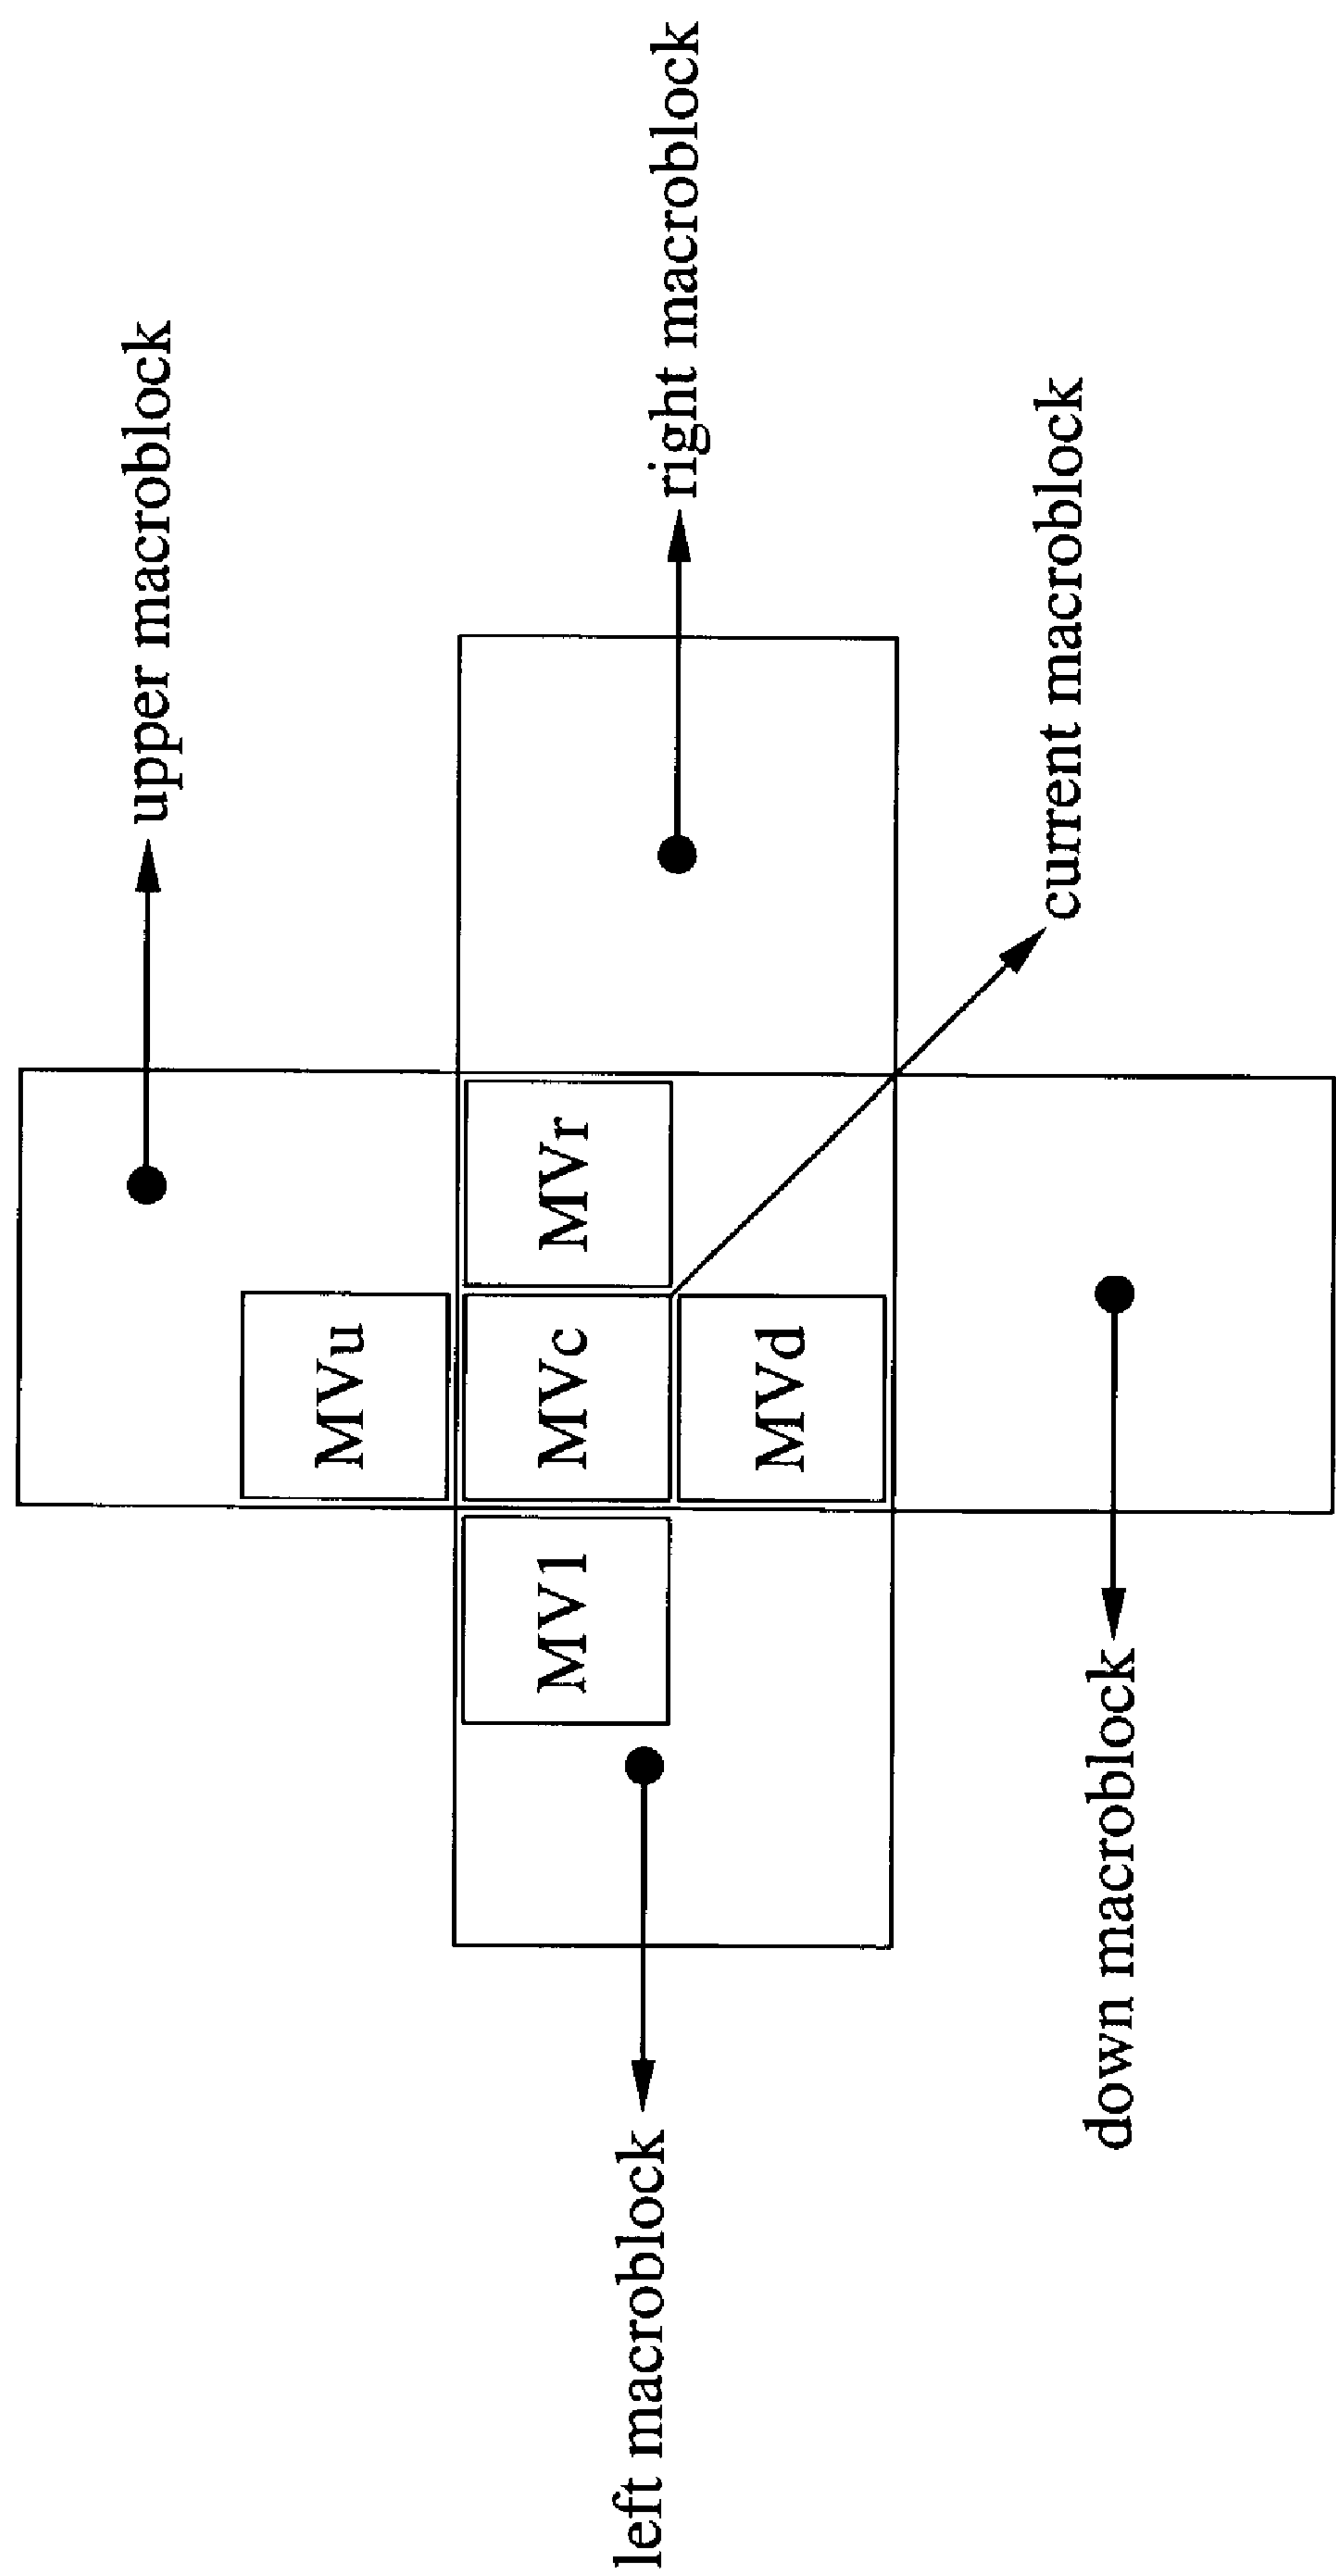 upper macroblock
MVu
MV1 MVc MVr
left macroblock
right macroblock
MVd
current macroblock
down macroblock